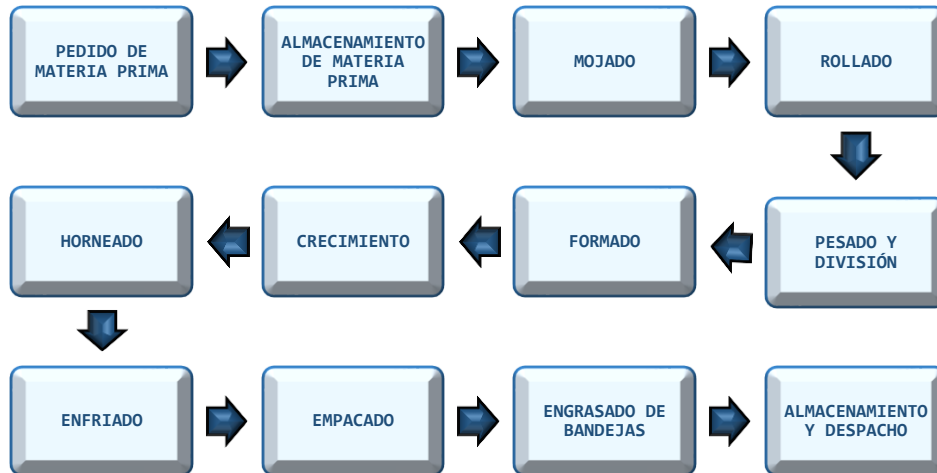 PEDIDO DE
MATERIA PRIMA
ALMACENAMIENTO
DE MATERIA
PRIMA
MOJADO
ROLLADO
HORNEADO
CRECIMIENTO
FORMADO
PESADO Y
DIVISIÓN
ENFRIADO
EMPACADO
ENGRASADO DE
BANDEJAS
ALMACENAMIENTO
Y DESPACHO